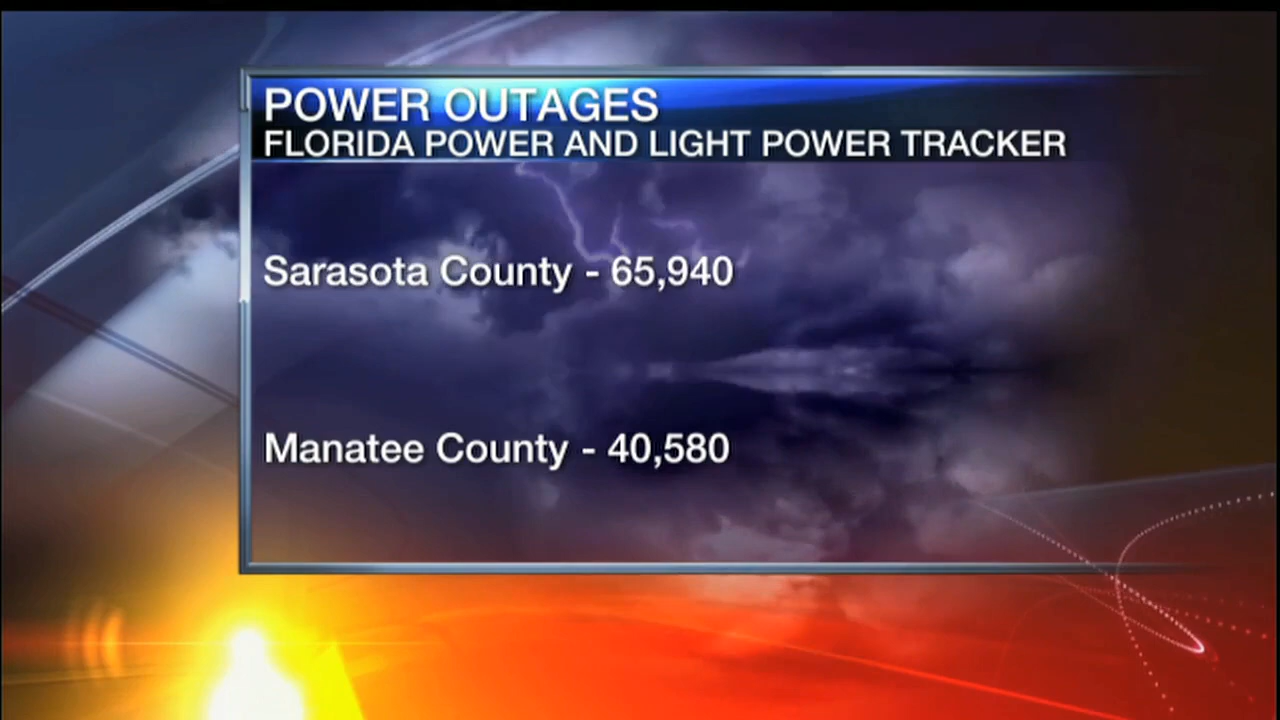 POWER OUTAGES
FLORIDA POWER AND LIGHT POWER TRACKER
Sarasota County - 65,940
Manatee County - 40,580